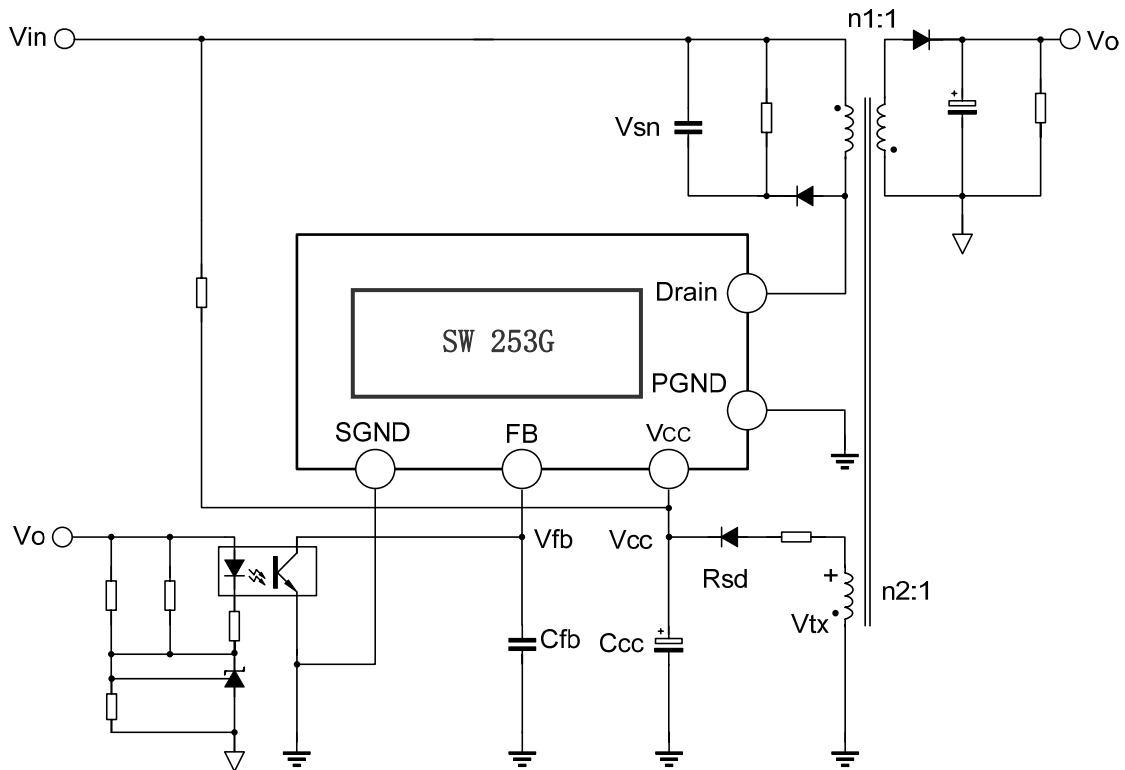 n1:1
Vin
Vo
Vsn
Drain
SW 253G
PGND
SGND
FB
Vcc
Vo
Vfb
Vcc
Rsd
+
n2:1
Vtx
Cfb
+
Ccc
+